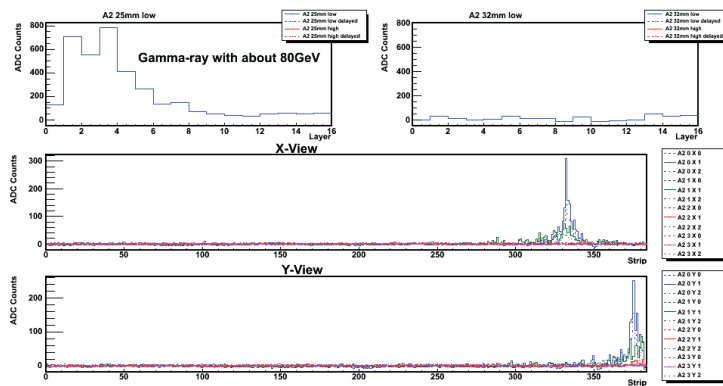 A2 25mm low
A2 25mm low
A2 25mm low delayed
A2 25mm high
A2 25mm high delayed
Gamma-ray with about 80GeV
ADC Counts
800
600
400
200
0
0 2 4 6 8 10 12 14 16
Layer
A2 32mm low
A2 32mm low
A2 32mm low delayed
A2 32mm high
A2 32mm high delayed
ADC Counts
800
600
400
200
0
0 2 4 6 8 10 12 14 16
Layer
X-View
ADC Counts
300
200
100
0
0 50 100 150 200 250 300 350
Strip
A2 0 X 0
A2 0 X 1
A2 0 X 2
A2 1 X 0
A2 1 X 1
A2 1 X 2
A2 2 X 0
A2 2 X 1
A2 2 X 2
A2 3 X 0
A2 3 X 1
A2 3 X 2
Y-View
ADC Counts
200
100
0
0 50 100 150 200 250 300 350
Strip
A2 0 Y 0
A2 0 Y 1
A2 0 Y 2
A2 1 Y 0
A2 1 Y 1
A2 1 Y 2
A2 2 Y 0
A2 2 Y 1
A2 2 Y 2
A2 3 Y 0
A2 3 Y 1
A2 3 Y 2